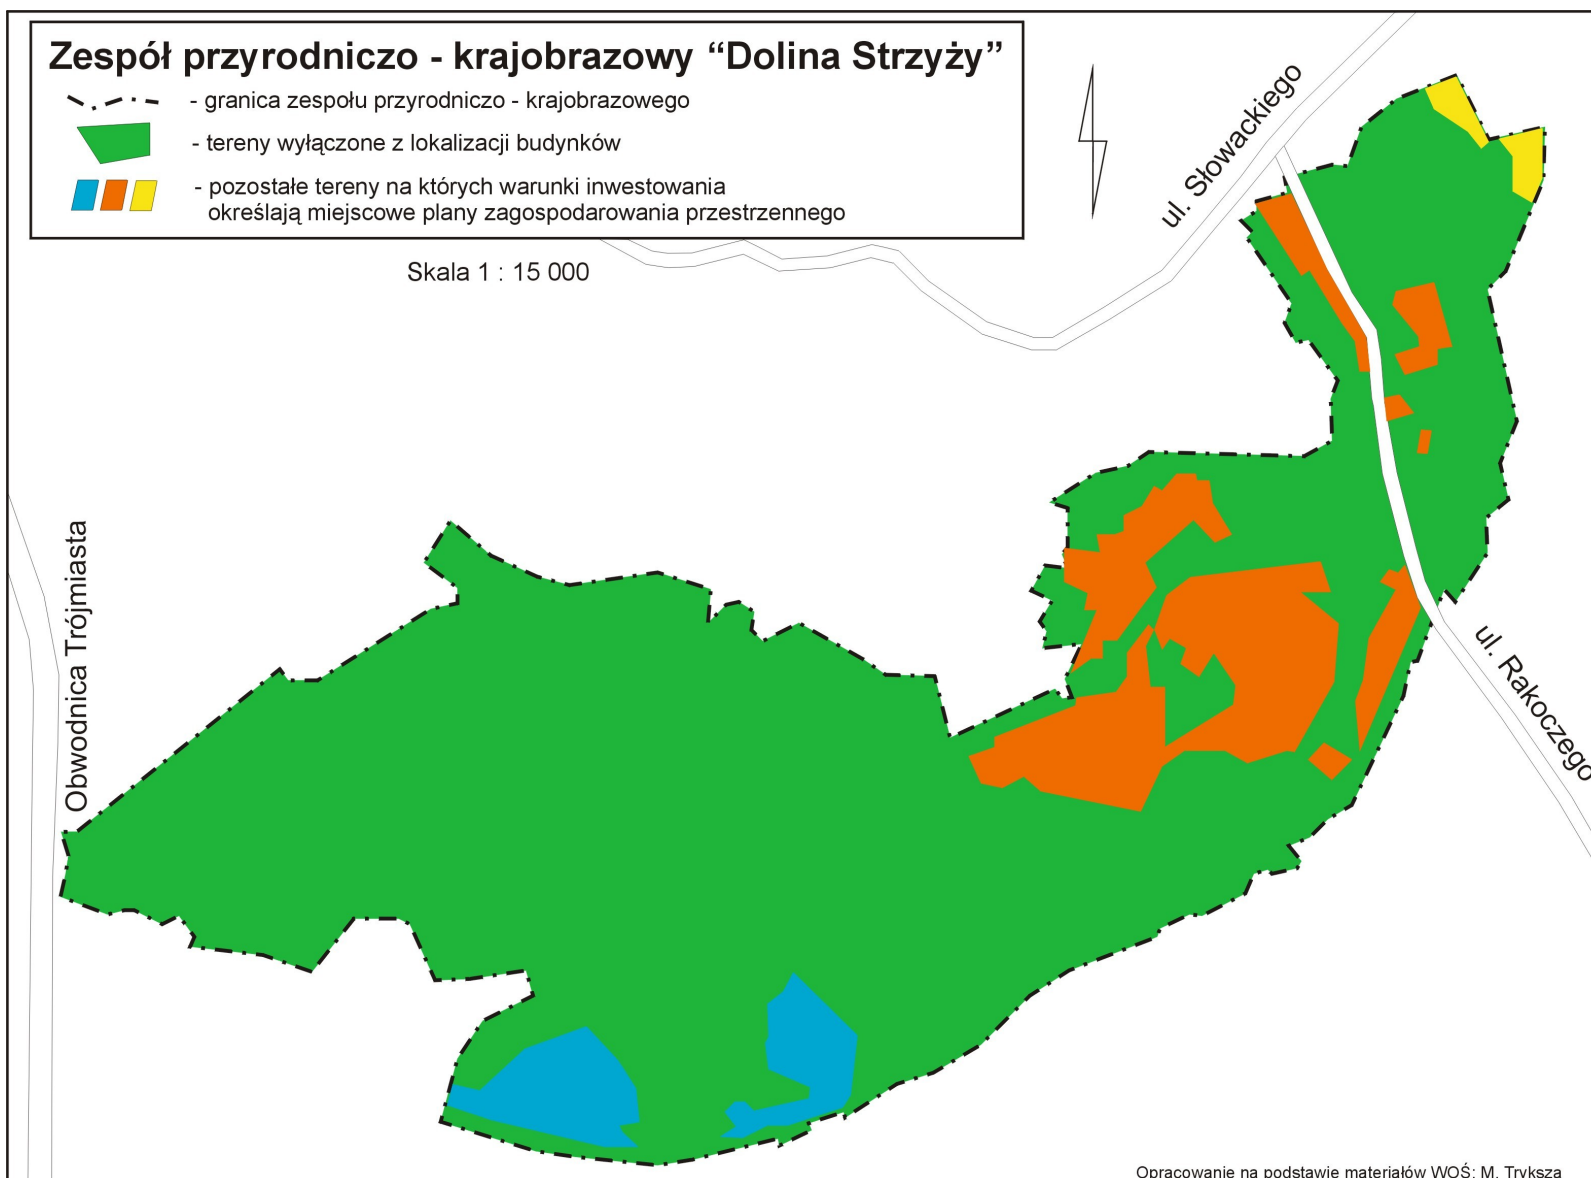 Zespół przyrodniczo - krajobrazowy “Dolina Strzyży”
- granica zespołu przyrodniczo - krajobrazowego
- tereny wyłączone z lokalizacji budynków
- pozostałe tereny na których warunki inwestowania
określają miejscowe plany zagospodarowania przestrzennego
Skala 1 : 15 000
ul. Słowackiego
Obwodnica Trójmiasta
ul. Rakoczego
Opracowanie na podstawie materiałów WOŚ: M. Tryksza